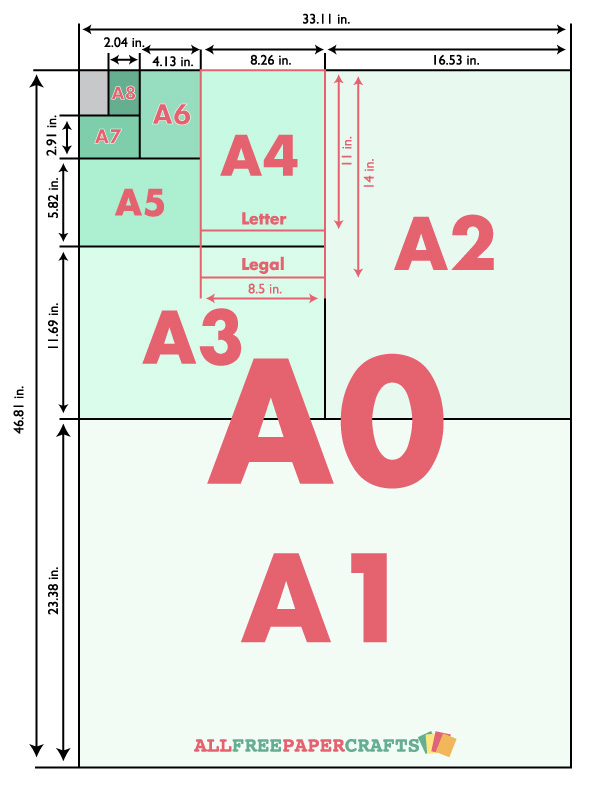 33.11 in.
2.04 in.
4.13 in.
8.26 in.
16.53 in.
A8
A7
A6
A4
11 in.
14 in.
2.91 in.
A5
5.82 in.
Letter
A2
Legal
8.5 in.
A3
11.69 in.
46.81 in.
A0
A1
23.38 in.
ALLFREEPAPERCRAFTS